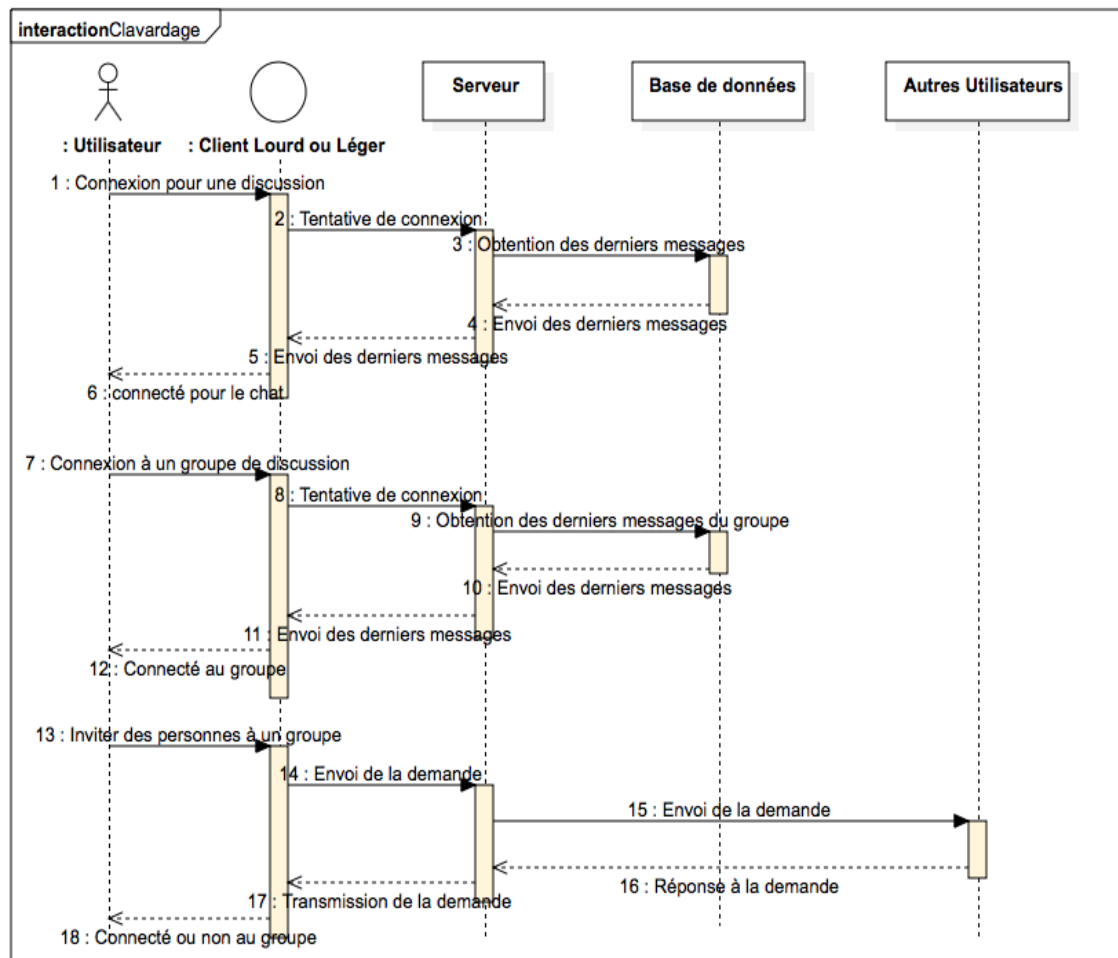 interactionClavardage
Serveur
Base de données
Autres Utilisateurs
: Utilisateur
: Client Lourd ou Léger
1 : Connexion pour une discussion
2 : Tentative de connexion
3 : Obtention des derniers messages
4 : Envoi des derniers messages
5 : Envoi des derniers messages
6 : connecté pour le chat
7 : Connexion à un groupe de discussion
8 : Tentative de connexion
9 : Obtention des derniers messages du groupe
10 : Envoi des derniers messages
11 : Envoi des derniers messages
12 : Connecté au groupe
13 : Inviter des personnes à un groupe
14 : Envoi de la demande
15 : Envoi de la demande
16 : Réponse à la demande
17 : Transmission de la demande
18 : Connecté ou non au groupe